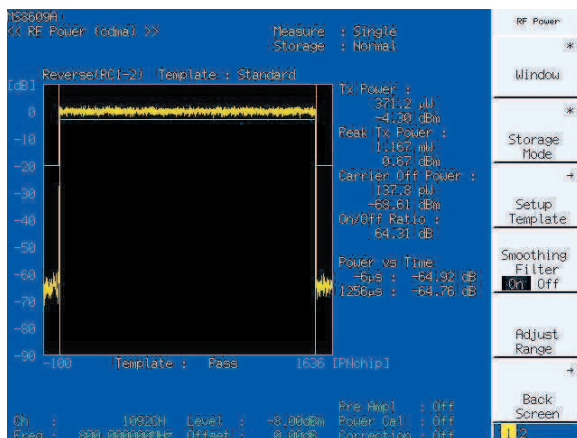 MS8609A
<< RF Power (cdma) >>
Measure : Single
Storage : Normal
Reverse(RC1-2) Template : Standard
[dB]
0
-10
-20
-30
-40
-50
-60
-70
-80
-90
-100
1636 [PNchip]
Template : Pass
Tx Power :
371.2 µW
-4.30 dBm
Peak Tx Power :
1.167 mW
0.67 dBm
Carrier Off Power :
137.8 pW
-68.61 dBm
On/Off Ratio :
64.31 dB
Power vs Time
-6µs : -64.92 dB
1256µs : -64.76 dB
Ch : 1092CH Level : -8.00dBm
Freq : 800.000000MHz Offset : 0.00dB
Pre Ampl : Off
Power Cal : Off
Correction : Off
RF Power
*
Window
*
Storage
Mode
→
Setup
Template
Smoothing
Filter
On Off
Adjust
Range
→
Back
Screen
1 2